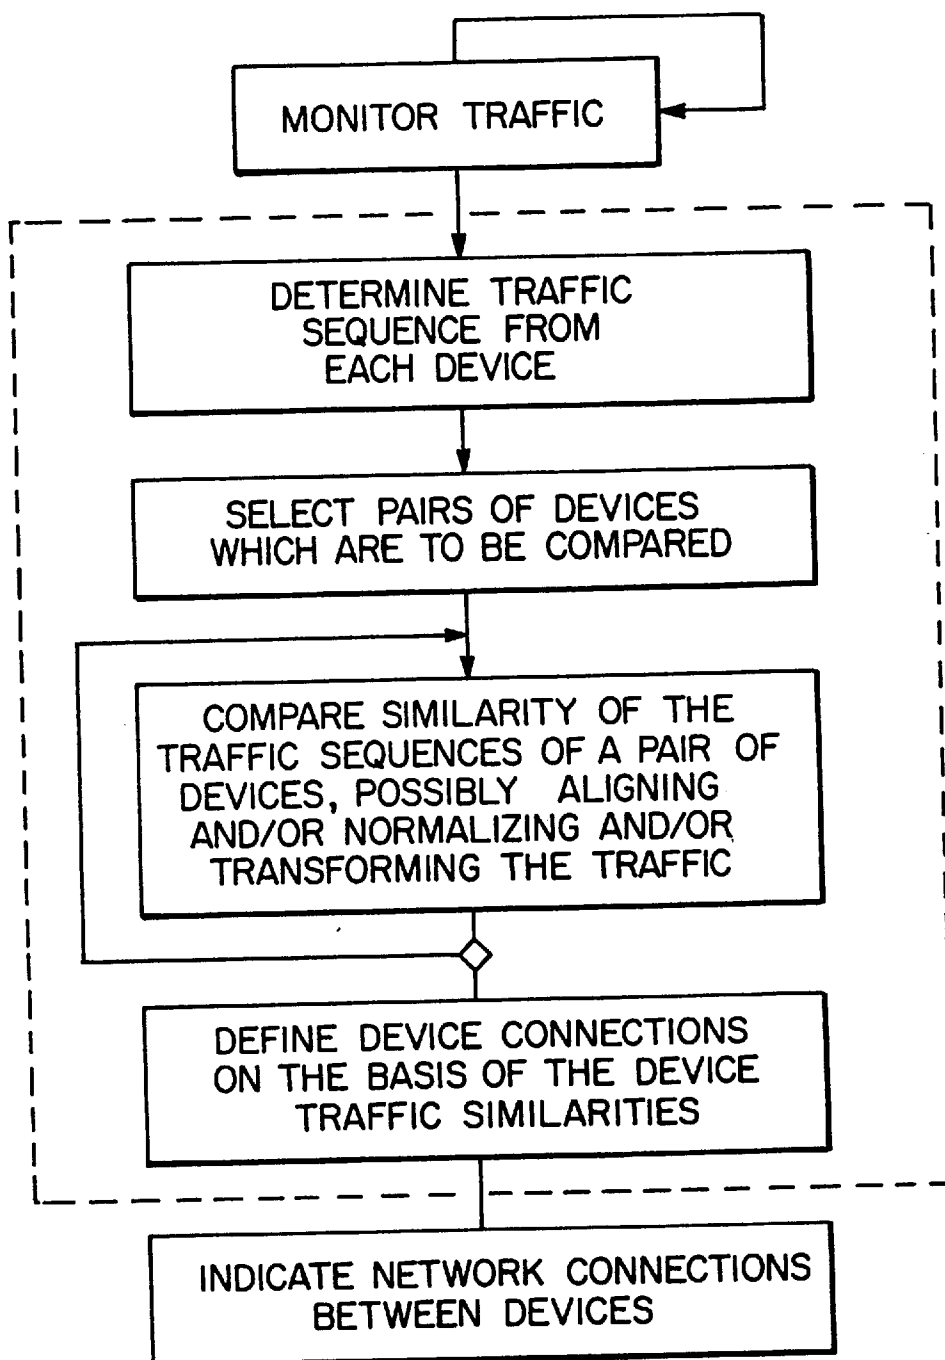 MONITOR TRAFFIC
DETERMINE TRAFFIC
SEQUENCE FROM
EACH DEVICE
SELECT PAIRS OF DEVICES
WHICH ARE TO BE COMPARED
COMPARE SIMILARITY OF THE
TRAFFIC SEQUENCES OF A PAIR OF
DEVICES, POSSIBLY ALIGNING
AND/OR NORMALIZING AND/OR
TRANSFORMING THE TRAFFIC
DEFINE DEVICE CONNECTIONS
ON THE BASIS OF THE DEVICE
TRAFFIC SIMILARITIES
INDICATE NETWORK CONNECTIONS
BETWEEN DEVICES